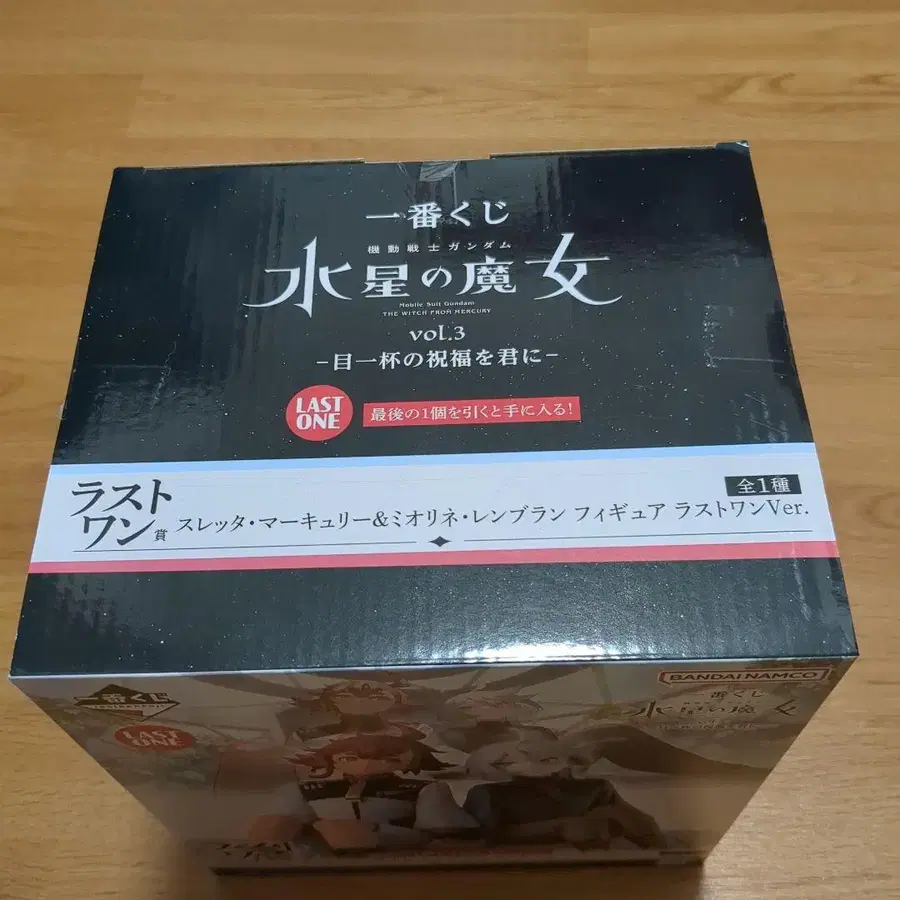 一番くじ
機動戦士ガンダム
水星の魔女
Mobile Suit Gundam
THE WITCH FROM MERCURY
vol.3
-目一杯の祝福を君に-
LAST ONE
最後の1個を引くと手に入る!
全1種
ラストワン賞 スレッタ・マーキュリー&ミオリネ・レンブラン フィギュア ラストワンVer.
BANDAI NAMCO
一番くじ
一番くじ
水星の魔女
LAST ONE